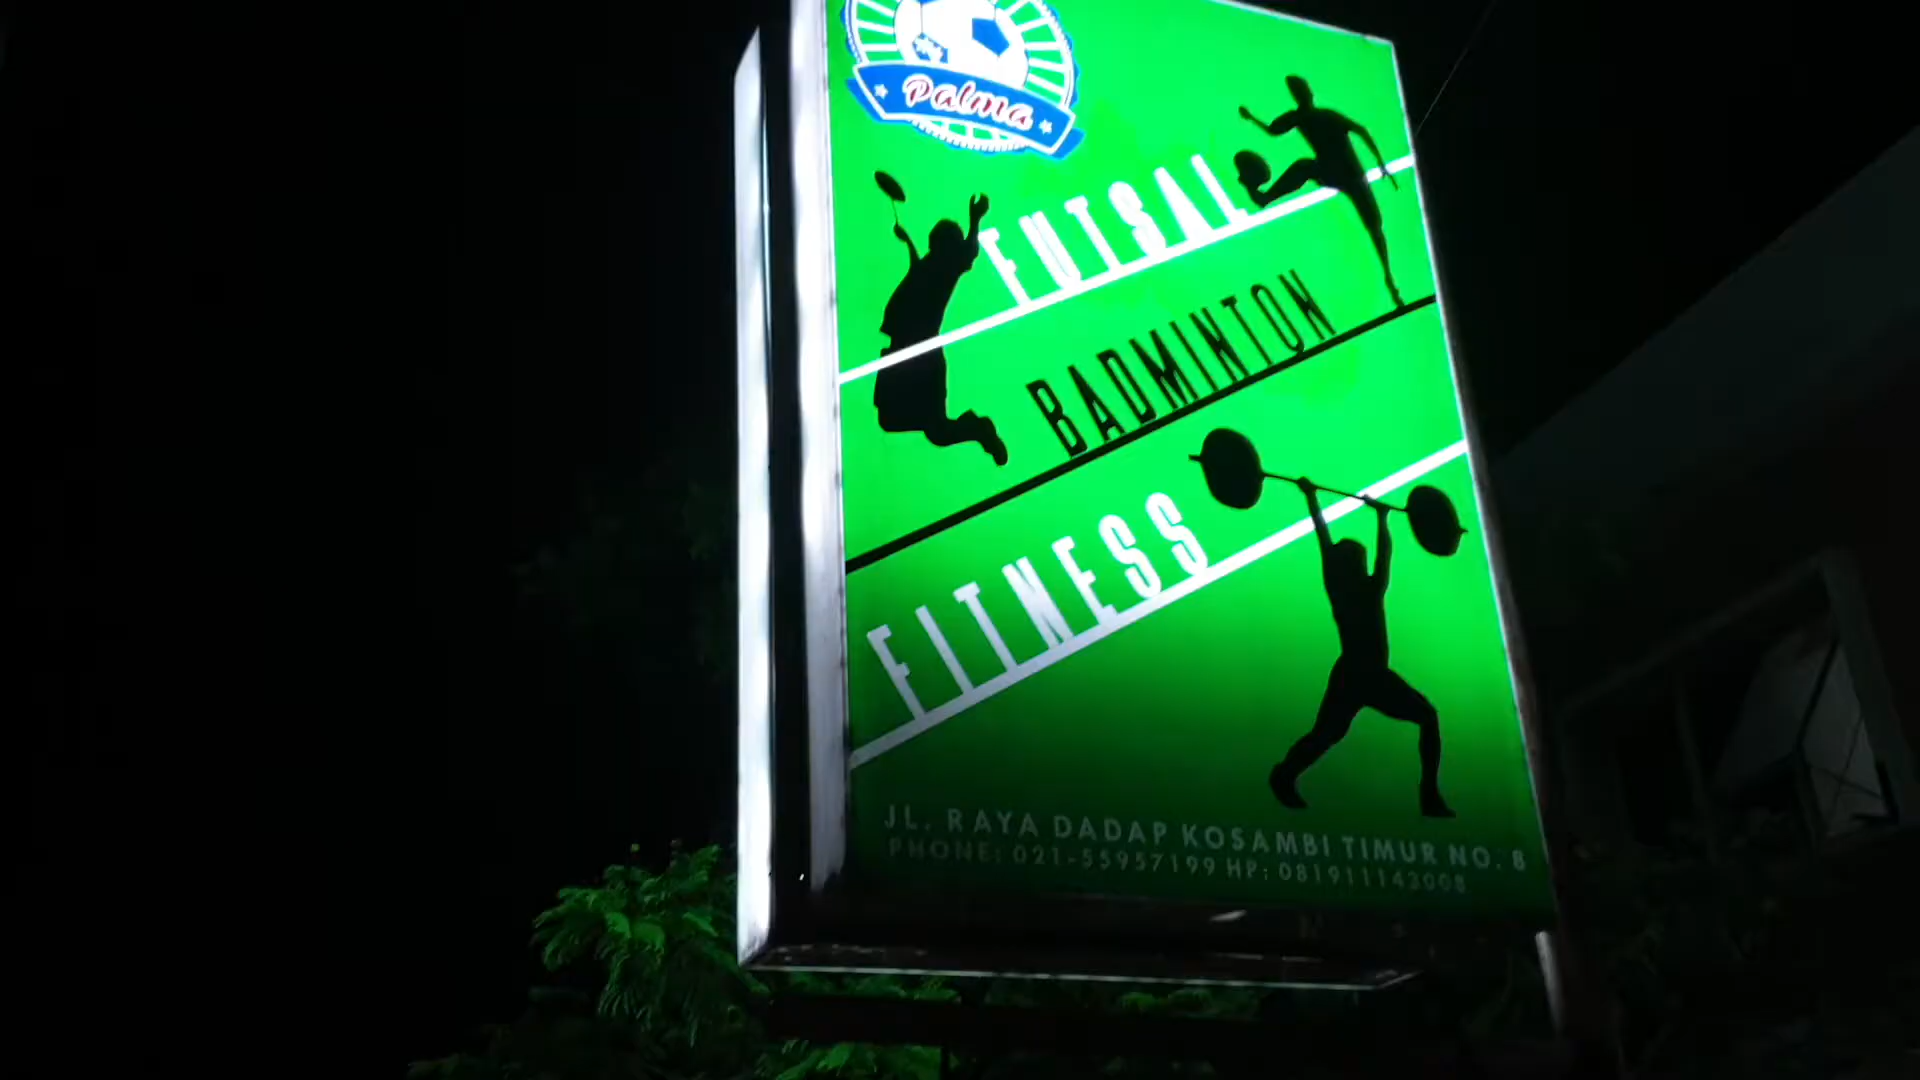 Palma
FUTSAL
BADMINTON
FITNESS
JL. RAYA DADAP KOSAMBI TIMUR NO. 8
PHONE: 021-55957199 HP: 081911143008